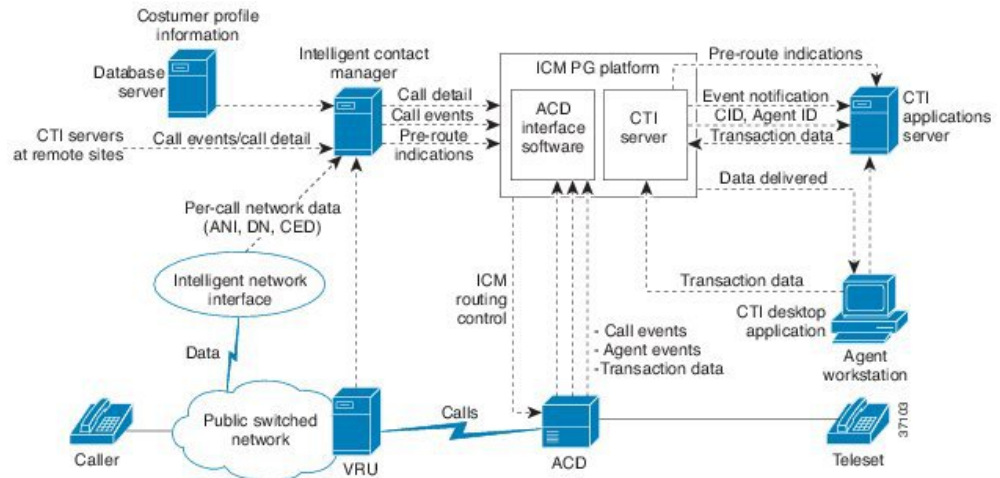 Costumer profile
information
Database
server
Intelligent contact
manager
CTI servers
at remote sites
Call events/call detail
Call detail
Call events
Pre-route
indications
ICM PG platform
ACD
interface
software
CTI
server
Pre-route indications
Event notification
CID, Agent ID
Transaction data
CTI
applications
server
Data delivered
Per-call network data
(ANI, DN, CED)
Intelligent network
interface
ICM
routing
control
Transaction data
CTI desktop
application
Agent
workstation
- Call events
- Agent events
-Transaction data
Data
Public switched
network
Calls
Caller
VRU
ACD
Teleset
37103